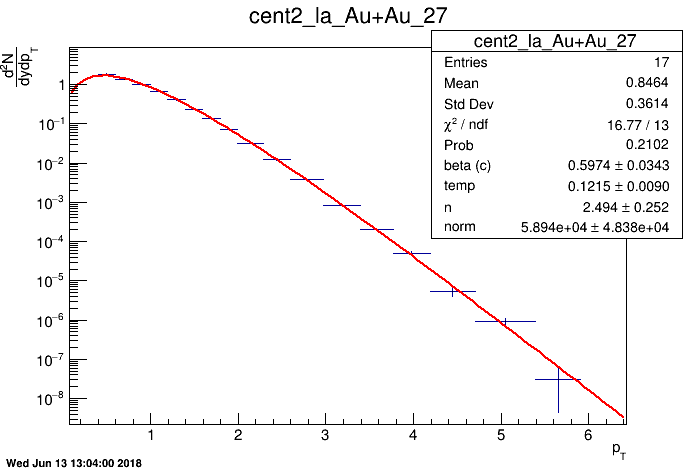 cent2_la_Au+Au_27
d²N
dydp_T
cent2_la_Au+Au_27
Entries 17
Mean 0.8464
Std Dev 0.3614
χ² / ndf 16.77 / 13
Prob 0.2102
beta (c) 0.5974 ± 0.0343
temp 0.1215 ± 0.0090
n 2.494 ± 0.252
norm 5.894e+04 ± 4.838e+04
1
10⁻¹
10⁻²
10⁻³
10⁻⁴
10⁻⁵
10⁻⁶
10⁻⁷
10⁻⁸
1 2 3 4 5 6
p_T
Wed Jun 13 13:04:00 2018